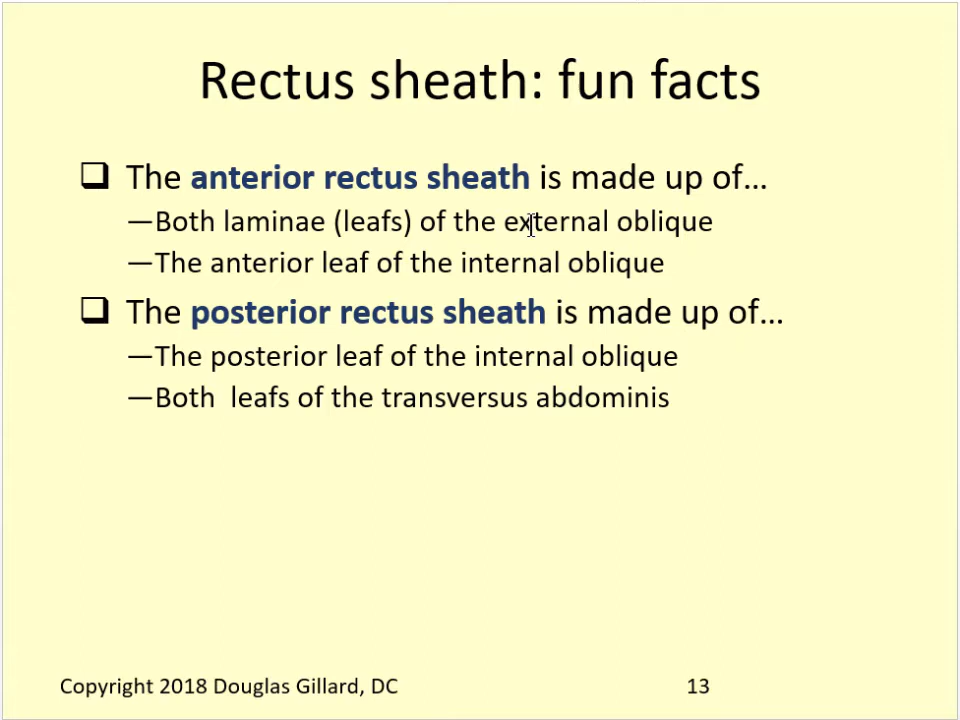 Rectus sheath: fun facts
❑ The anterior rectus sheath is made up of…
—Both laminae (leafs) of the external oblique
—The anterior leaf of the internal oblique
❑ The posterior rectus sheath is made up of…
—The posterior leaf of the internal oblique
—Both  leafs of the transversus abdominis
Copyright 2018 Douglas Gillard, DC
13